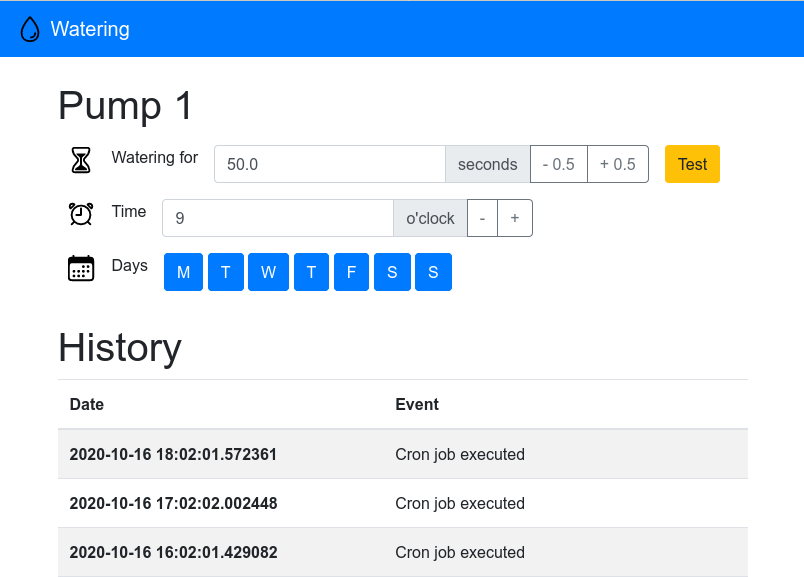 Watering
Pump 1
Watering for 50.0 seconds - 0.5 + 0.5 Test
Time 9 o'clock - +
Days M T W T F S S
History
Date Event
2020-10-16 18:02:01.572361 Cron job executed
2020-10-16 17:02:02.002448 Cron job executed
2020-10-16 16:02:01.429082 Cron job executed